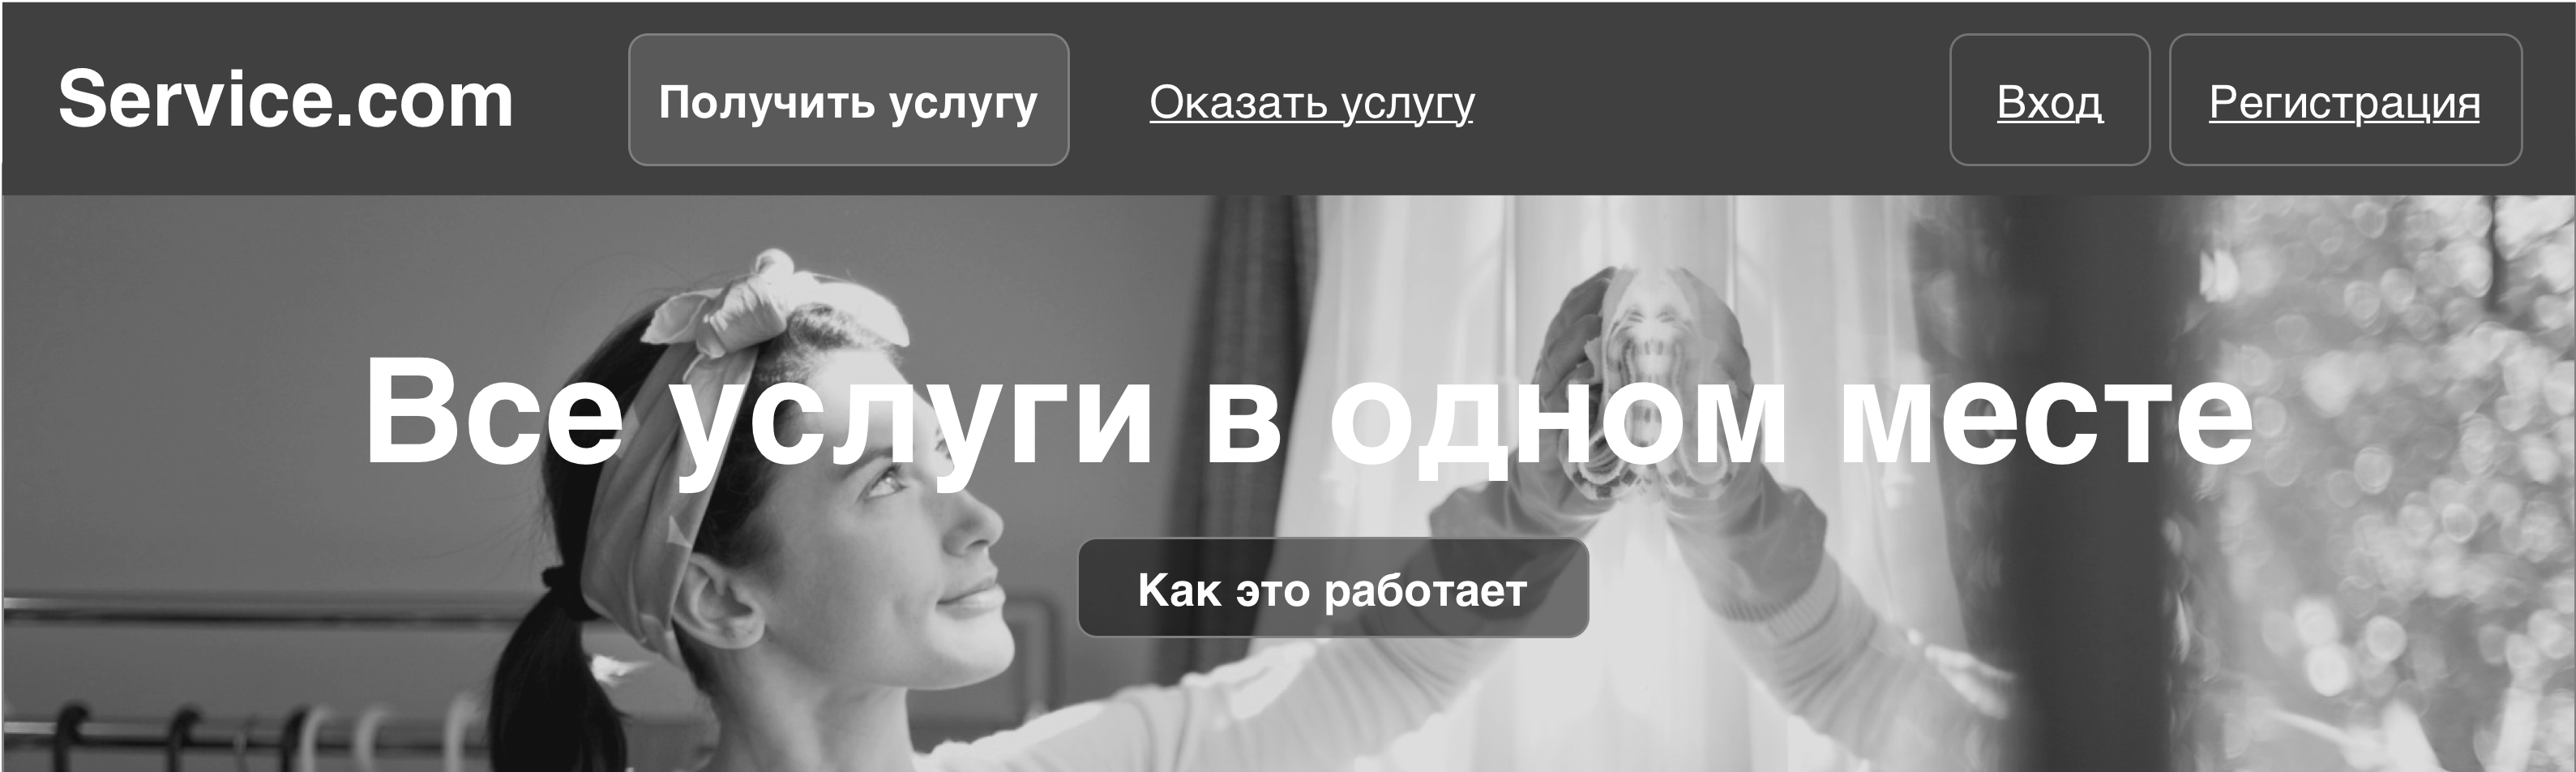 Service.com Получить услугу Оказать услугу Вход Регистрация
Все услуги в одном месте
Как это работает